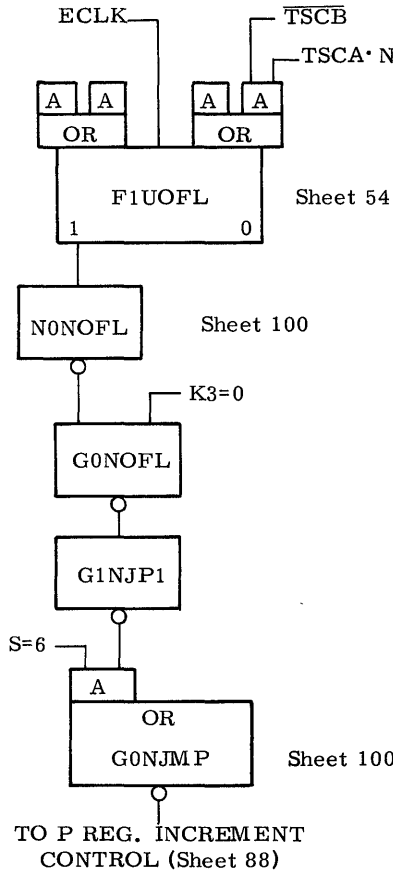 ECLK
T̅S̅C̅B̅
TSCA· N
A A A A
OR OR
F1UOFL
Sheet 54
1 0
N0NOFL
Sheet 100
K3=0
G0NOFL
G1NJP1
S=6
A
OR
G0NJMP
Sheet 100
TO P REG. INCREMENT
CONTROL (Sheet 88)